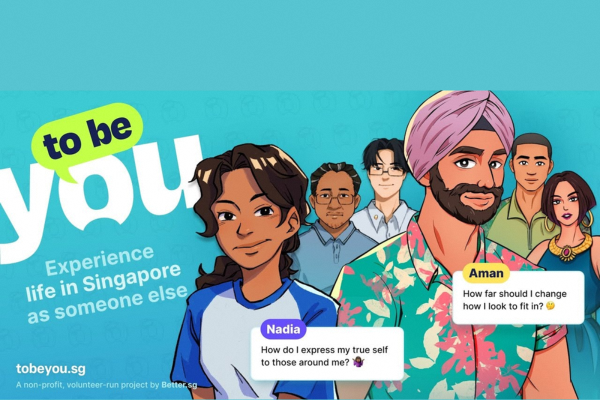 to be
you
Experience
life in Singapore
as someone else
Nadia
How do I express my true self
to those around me? 🤷🏾‍♀️
Aman
How far should I change
how I look to fit in? 🤔
tobeyou.sg
A non-profit, volunteer-run project by Better.sg